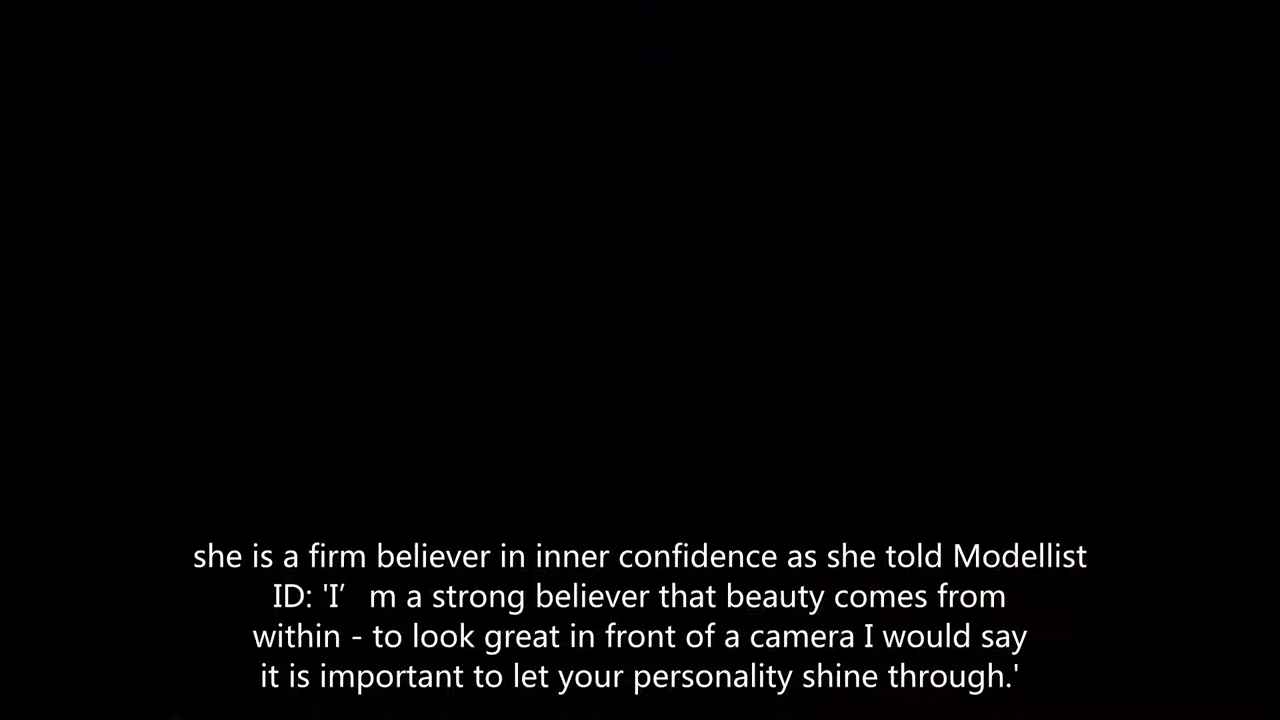 she is a firm believer in inner confidence as she told Modellist
ID: 'I’ m a strong believer that beauty comes from
within - to look great in front of a camera I would say
it is important to let your personality shine through.'